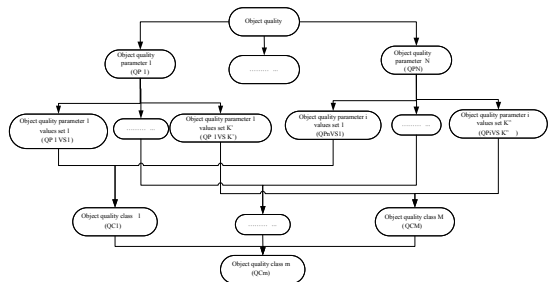 Object quality
Object quality
parameter 1
(QP 1)
......... ...
Object quality
parameter N
(QPN)
Object quality parameter 1
values set 1
(QP 1VS1)
......... ...
Object quality parameter 1
values set K'
(QP 1VS K')
Object quality parameter i
values set 1
(QPnVS1)
......... ...
Object quality parameter i
values set K"
(QPiVS K" )
Object quality class 1
(QC1)
......... ...
Object quality class M
(QCM)
Object quality class m
(QCm)